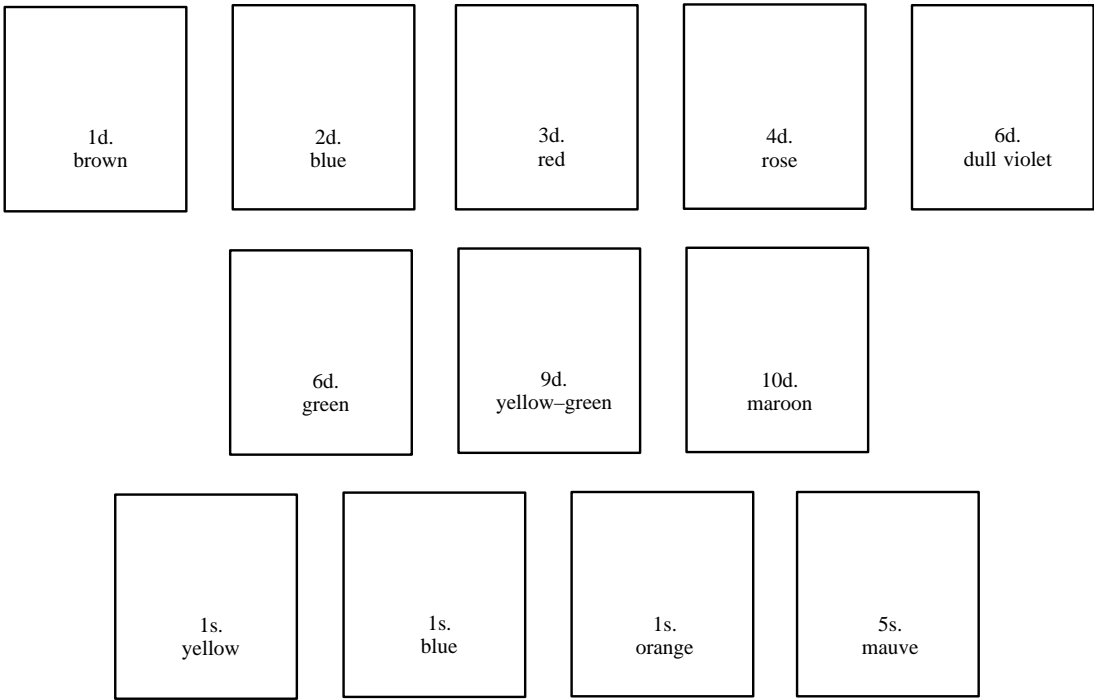 1d.
brown
2d.
blue
3d.
red
4d.
rose
6d.
dull violet
6d.
green
9d.
yellow–green
10d.
maroon
1s.
yellow
1s.
blue
1s.
orange
5s.
mauve